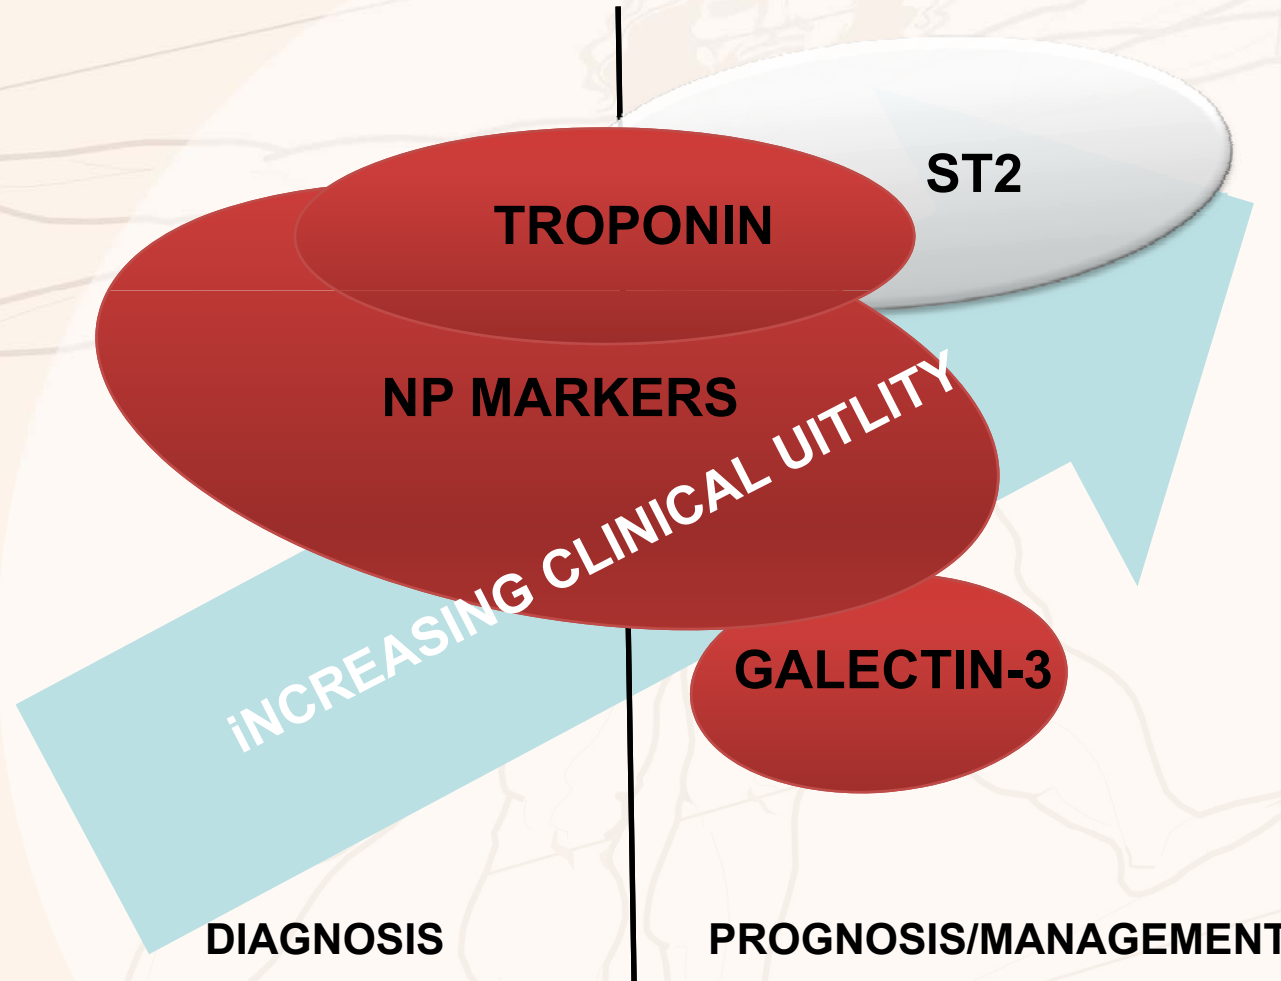 ST2
TROPONIN
NP MARKERS
iNCREASING CLINICAL UITLITY
GALECTIN-3
DIAGNOSIS
PROGNOSIS/MANAGEMENT